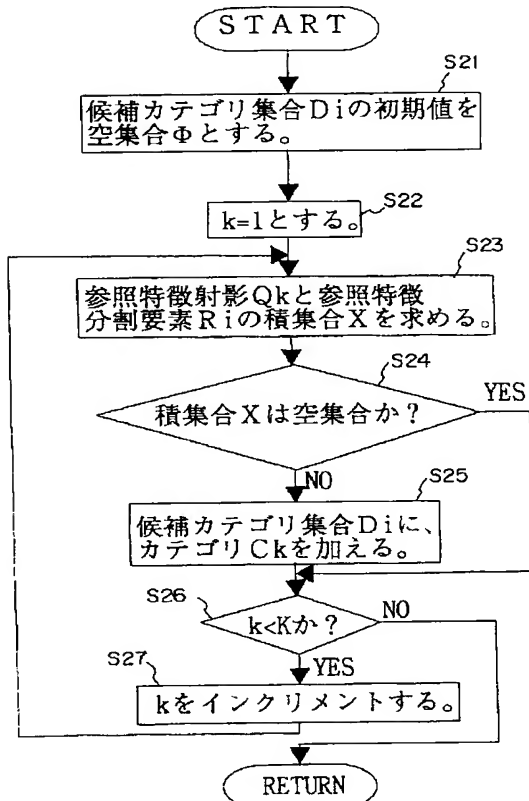 START
S21
候補カテゴリ集合Diの初期値を
空集合Φとする。
S22
k=1とする。
S23
参照特徴射影Qkと参照特徴
分割要素Riの積集合Xを求める。
S24
積集合Xは空集合か?
YES
NO
S25
候補カテゴリ集合Diに、
カテゴリCkを加える。
S26
k<Kか?
NO
YES
S27
kをインクリメントする。
RETURN